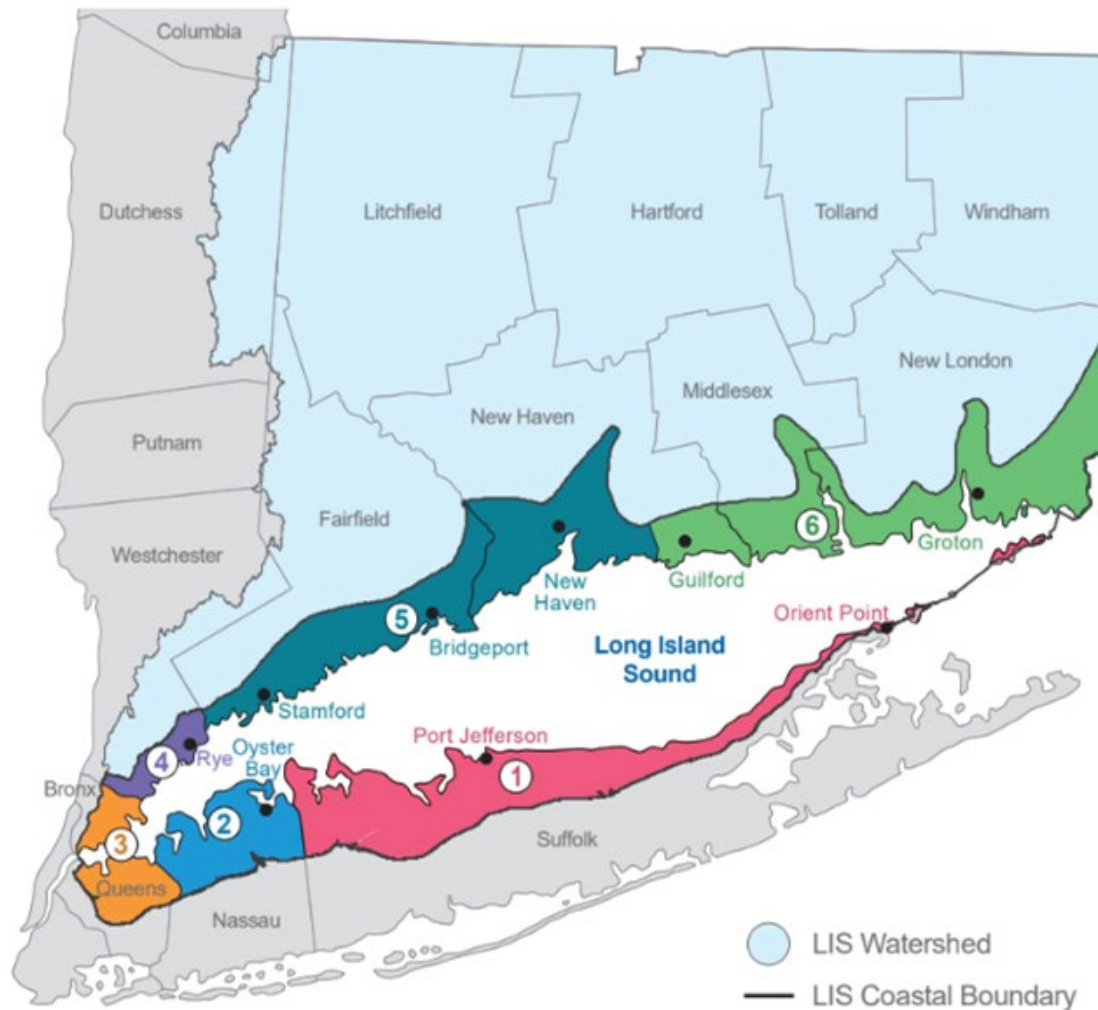 Columbia
Dutchess
Litchfield
Hartford
Tolland
Windham
Putnam
New Haven
Middlesex
New London
Westchester
Fairfield
6
Groton
Guilford
New
Haven
5
Bridgeport
Orient Point
Long Island
Sound
Stamford
Port Jefferson
Oyster
Bay
4
Rye
1
Bronx
2
3
Suffolk
Queens
Nassau
LIS Watershed
LIS Coastal Boundary